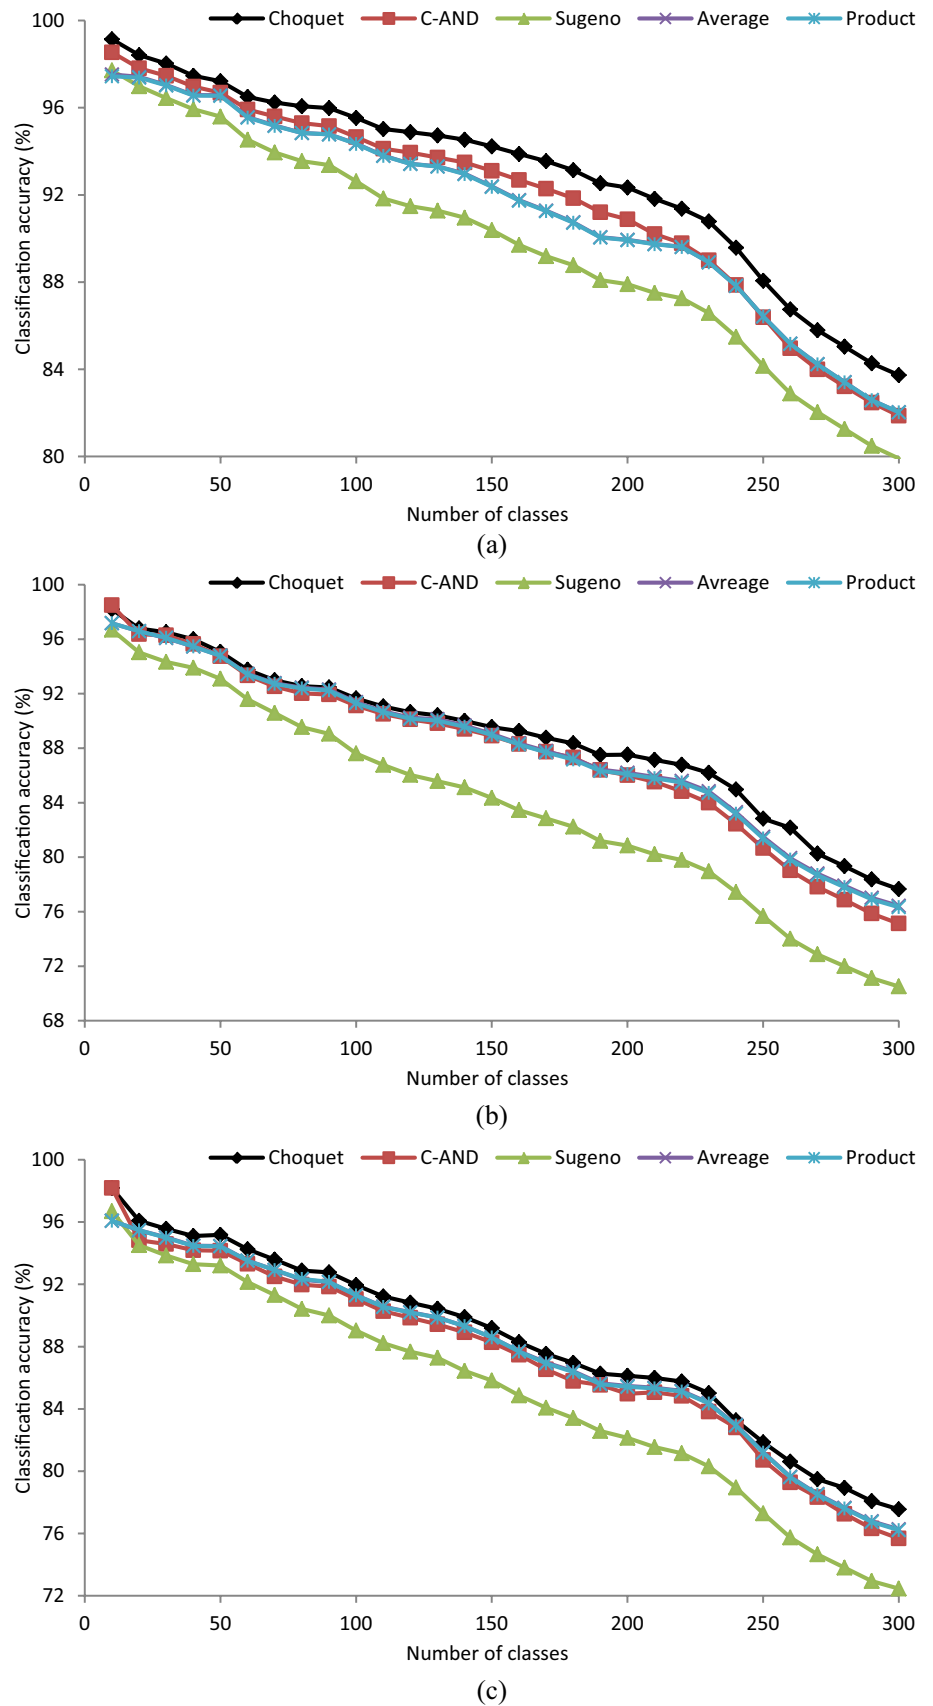 Choquet C-AND Sugeno Average Product
100
96
92
88
84
80
Classification accuracy (%)
0 50 100 150 200 250 300
Number of classes
(a)
Choquet C-AND Sugeno Avreage Product
100
96
92
88
84
80
76
72
68
Classification accuracy (%)
0 50 100 150 200 250 300
Number of classes
(b)
Choquet C-AND Sugeno Avreage Product
100
96
92
88
84
80
76
72
Classification accuracy (%)
0 50 100 150 200 250 300
Number of classes
(c)